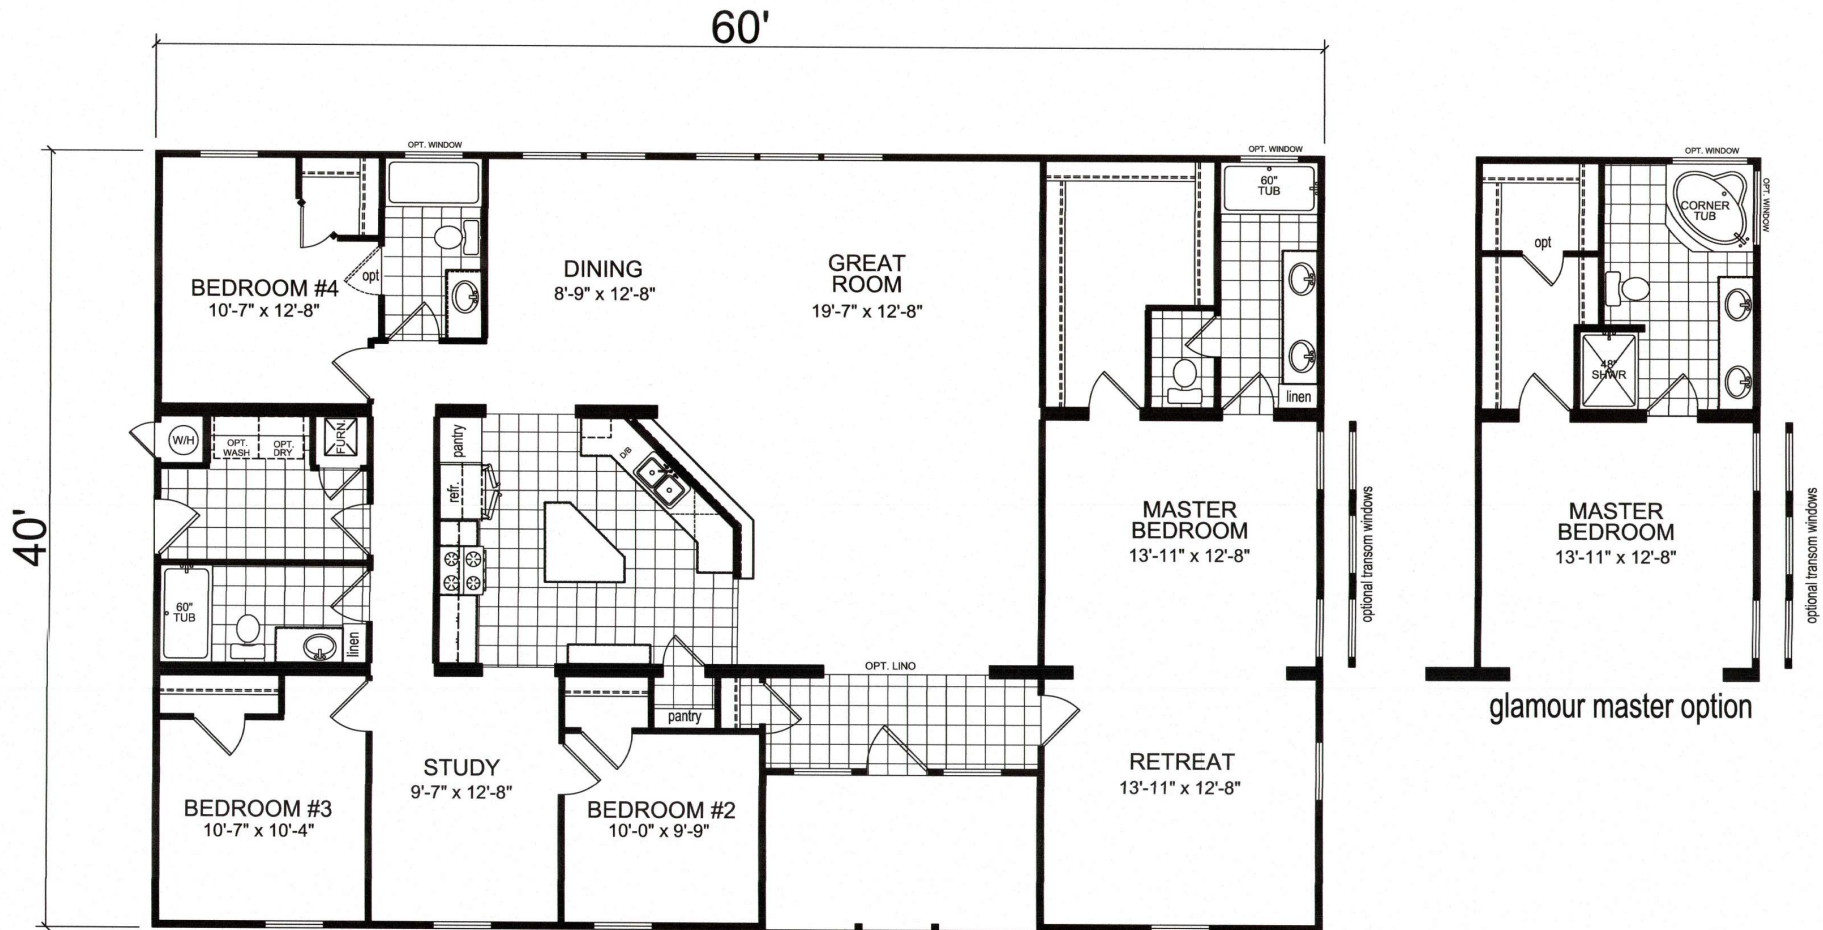 60'
40'
OPT. WINDOW
OPT. WINDOW
BEDROOM #4
10'-7" x 12'-8"
opt
DINING
8'-9" x 12'-8"
GREAT
ROOM
19'-7" x 12'-8"
60"
TUB
linen
W/H
OPT.
WASH
OPT.
DRY
FURN.
pantry
refr.
D/B
60"
TUB
linen
MASTER
BEDROOM
13'-11" x 12'-8"
optional transom windows
OPT. LINO
pantry
STUDY
9'-7" x 12'-8"
BEDROOM #3
10'-7" x 10'-4"
BEDROOM #2
10'-0" x 9'-9"
RETREAT
13'-11" x 12'-8"
OPT. WINDOW
OPT. WINDOW
CORNER
TUB
opt
48"
SHWR
MASTER
BEDROOM
13'-11" x 12'-8"
optional transom windows
glamour master option